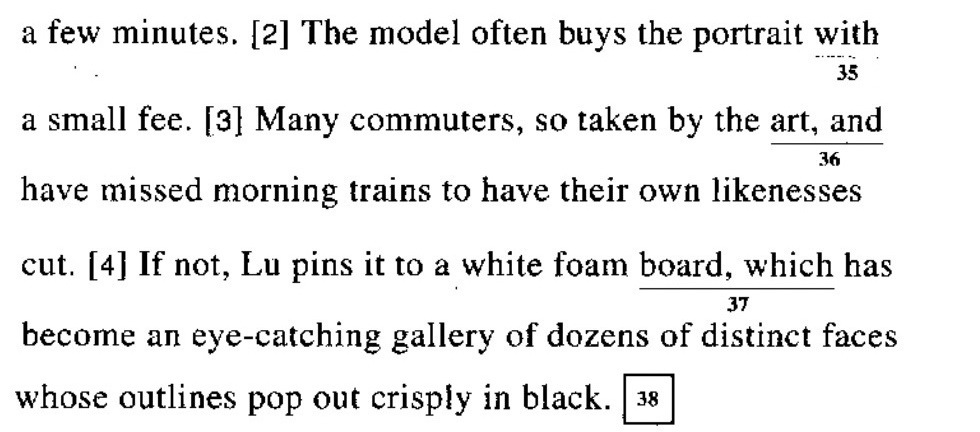 a few minutes. [2] The model often buys the portrait with
35
a small fee. [3] Many commuters, so taken by the art, and
36
have missed morning trains to have their own likenesses
cut. [4] If not, Lu pins it to a white foam board, which has
37
become an eye-catching gallery of dozens of distinct faces
whose outlines pop out crisply in black. 38